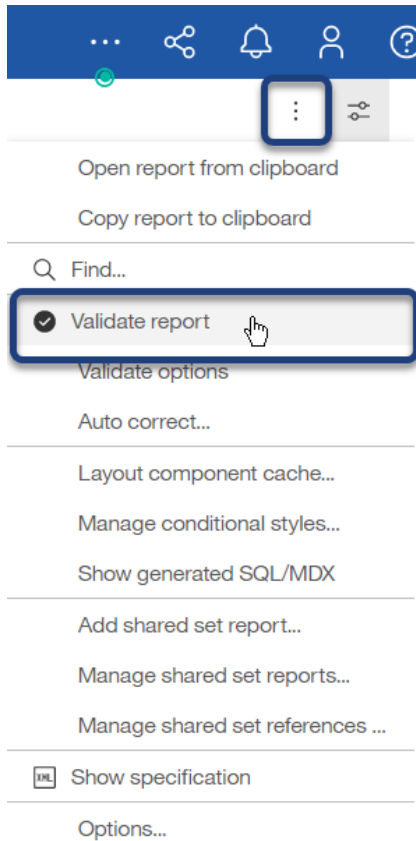 Open report from clipboard
Copy report to clipboard
Find...
Validate report
Validate options
Auto correct...
Layout component cache...
Manage conditional styles...
Show generated SQL/MDX
Add shared set report...
Manage shared set reports...
Manage shared set references ...
XML Show specification
Options...